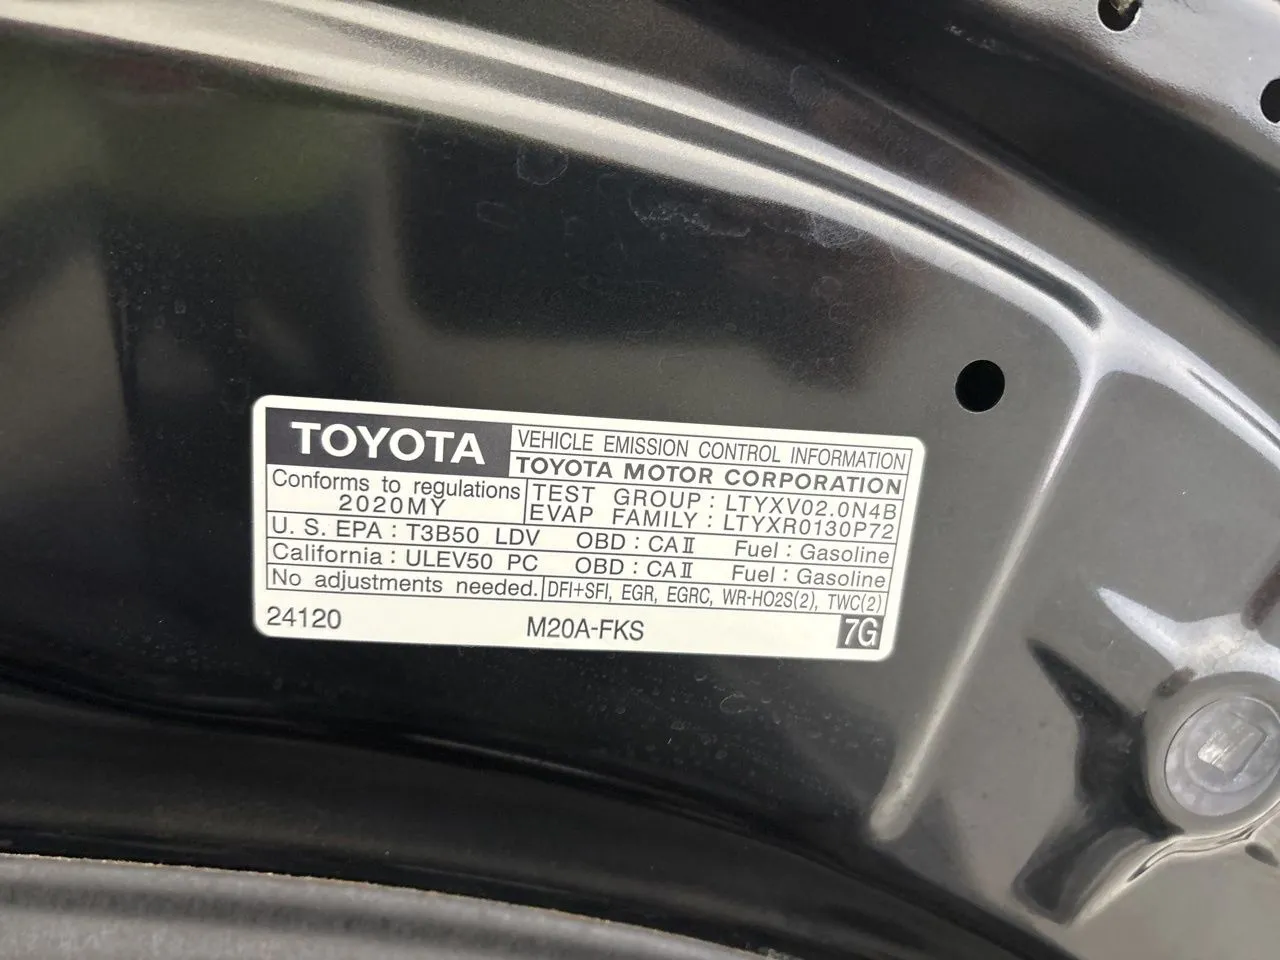 TOYOTA
VEHICLE EMISSION CONTROL INFORMATION
TOYOTA MOTOR CORPORATION
Conforms to regulations
2020MY
TEST GROUP : LTYXV02.0N4B
EVAP FAMILY : LTYXR0130P72
U. S. EPA : T3B50 LDV OBD : CAⅡ Fuel : Gasoline
California : ULEV50 PC OBD : CAⅡ Fuel : Gasoline
No adjustments needed. DFI+SFI, EGR, EGRC, WR-HO2S(2), TWC(2)
24120 M20A-FKS 7G